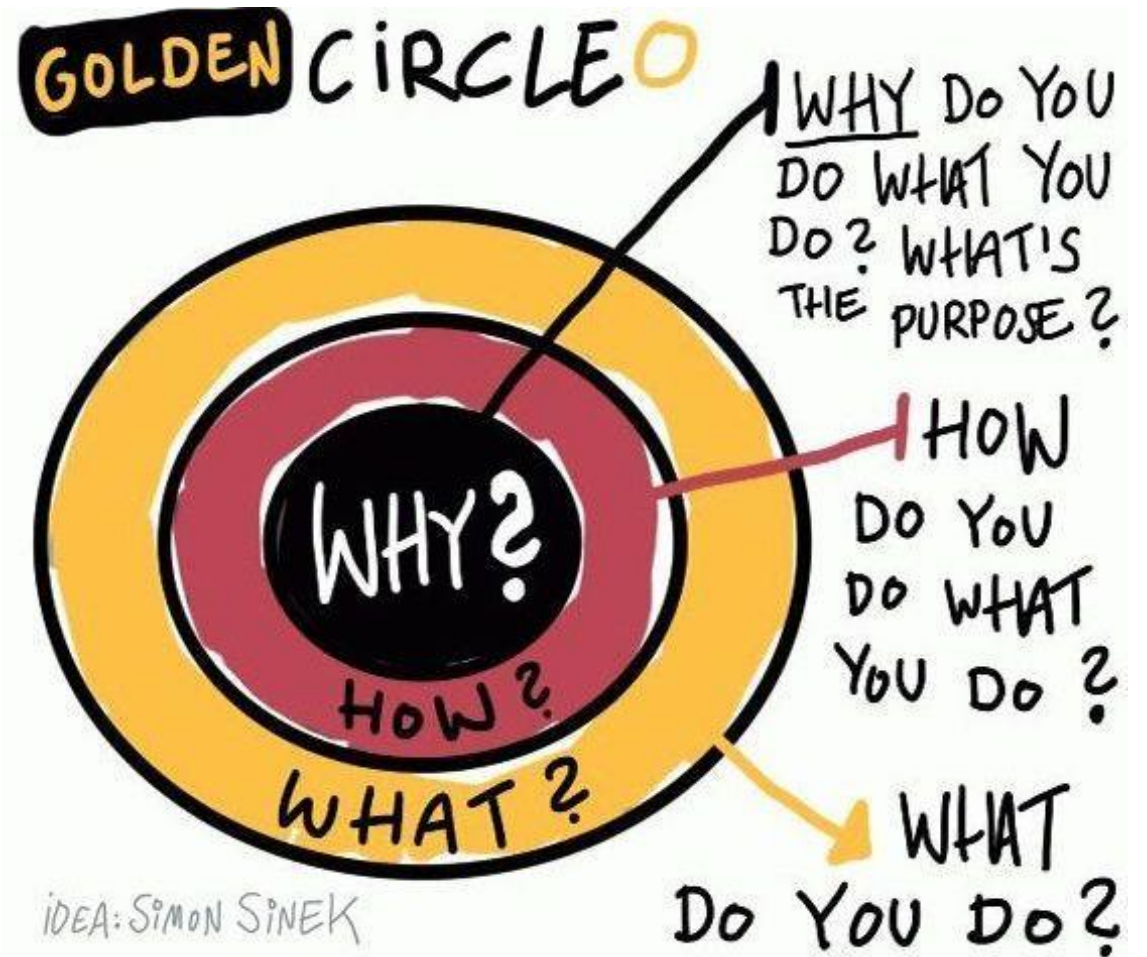 GOLDEN CIRCLE
WHY DO YOU
DO WHAT YOU
DO? WHAT'S
THE PURPOSE?
HOW
DO YOU
DO WHAT
YOU DO?
WHY?
HOW?
WHAT?
WHAT
DO YOU DO?
IDEA: SIMON SINEK